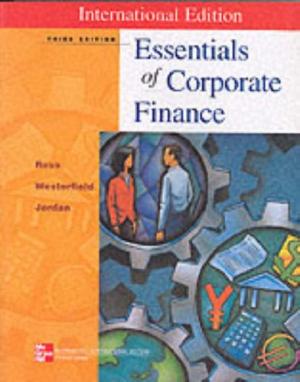 International Edition
THIRD EDITION
Essentials
of Corporate
Finance
Ross
Westerfield
Jordan